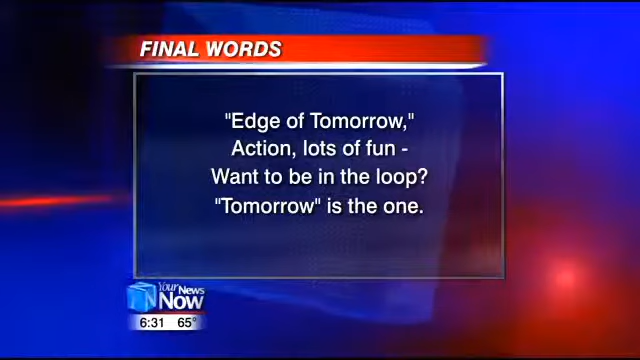 FINAL WORDS
"Edge of Tomorrow,"
Action, lots of fun -
Want to be in the loop?
"Tomorrow" is the one.
Your News
Now
6:31 65°